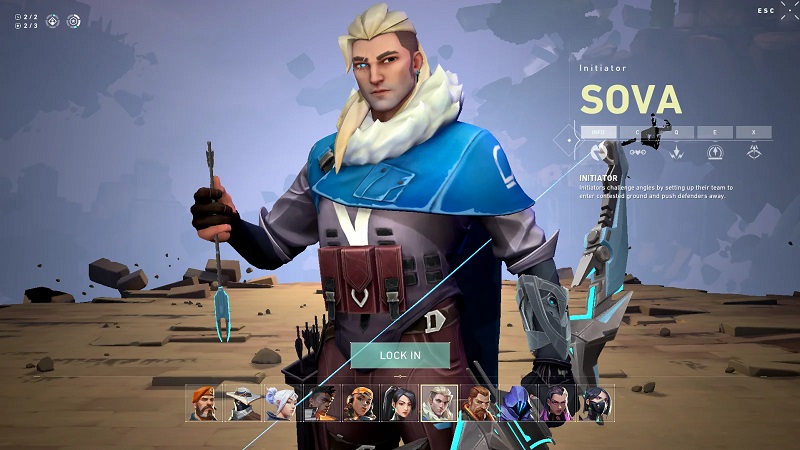 2/2
2/3
ESC
Initiator
SOVA
INFO C Q E X
INITIATOR
Initiators challenge angles by setting up their team to
enter contested ground and push defenders away.
LOCK IN